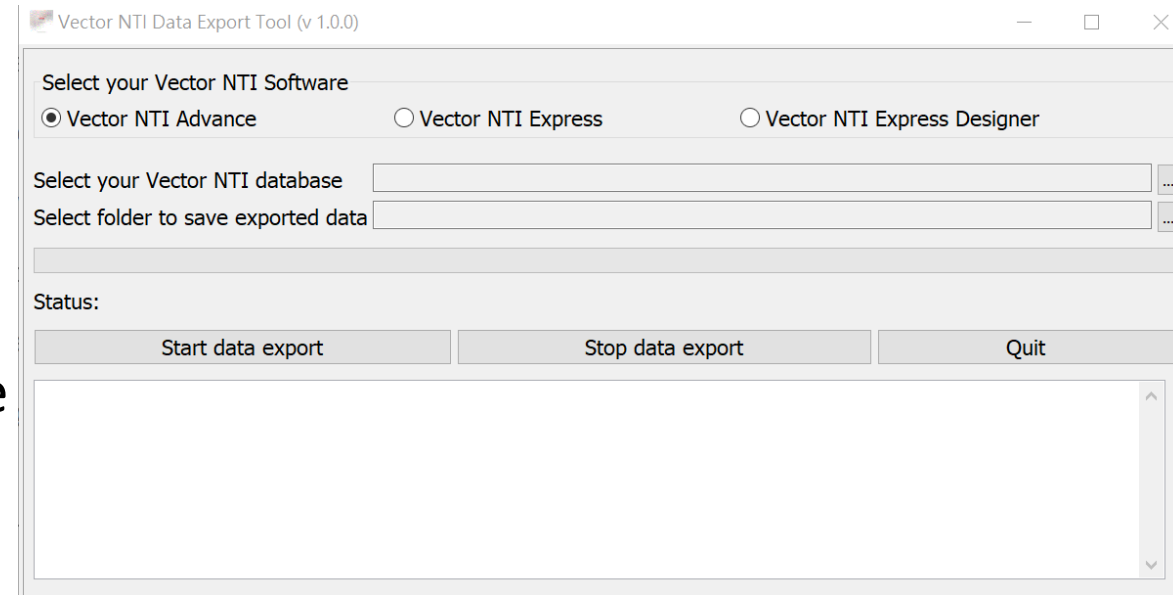 Vector NTI Data Export Tool (v 1.0.0)
Select your Vector NTI Software
Vector NTI Advance Vector NTI Express Vector NTI Express Designer
Select your Vector NTI database ...
Select folder to save exported data ...
Status:
Start data export Stop data export Quit
e